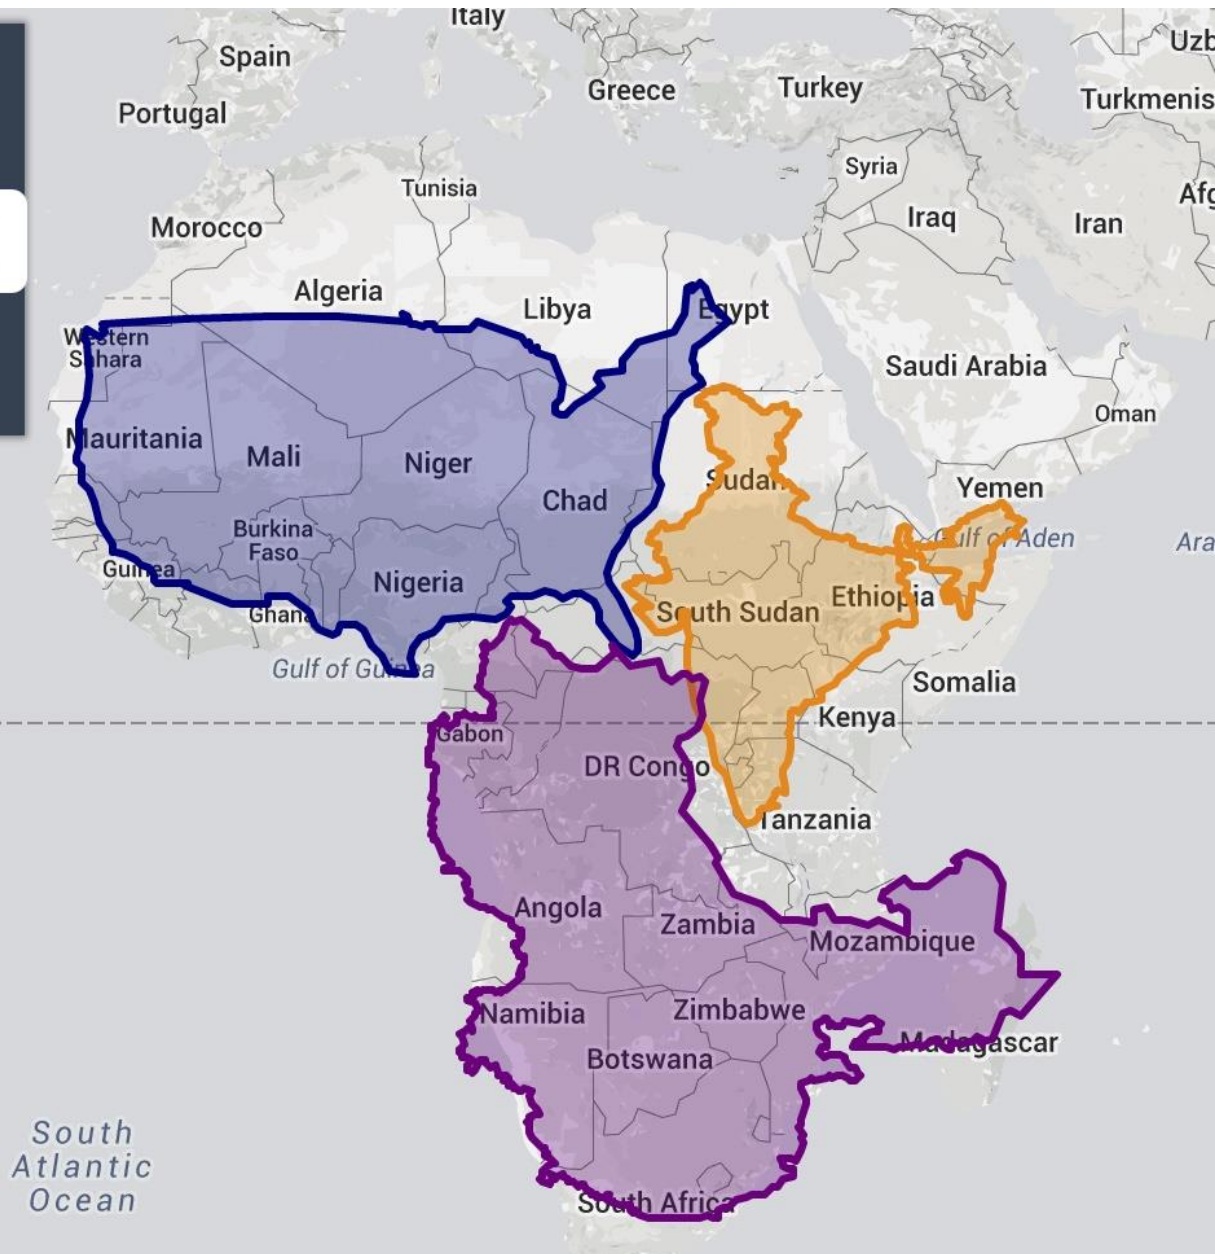 Italy
Spain
Uzb
Greece
Turkey
Portugal
Turkmenis
Syria
Tunisia
Afg
Morocco
Iraq
Iran
Algeria
Libya
Egypt
Western
Sahara
Saudi Arabia
Oman
Mauritania
Mali
Niger
Chad
Sudan
Yemen
Burkina
Faso
Gulf of Aden
Ara
Guinea
Nigeria
Ethiopia
Ghana
South Sudan
Gulf of Guinea
Somalia
Kenya
Gabon
DR Congo
Tanzania
Angola
Zambia
Mozambique
Namibia
Zimbabwe
Botswana
Madagascar
South
Atlantic
Ocean
South Africa